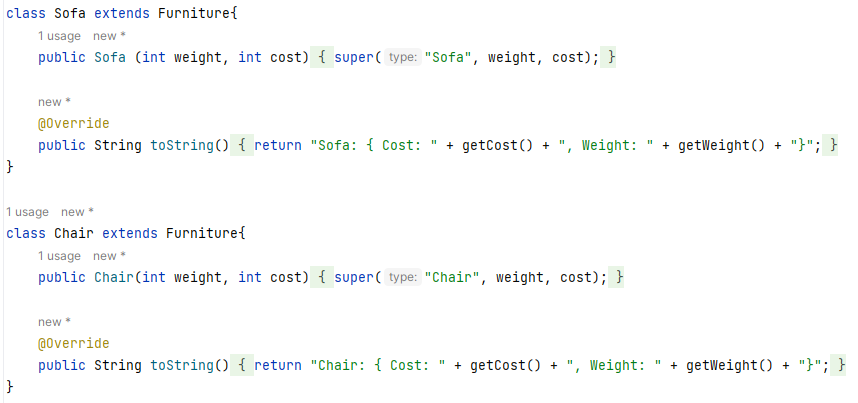 class Sofa extends Furniture{
1 usage new *
public Sofa (int weight, int cost) { super( type: "Sofa", weight, cost); }
new *
@Override
public String toString() { return "Sofa: { Cost: " + getCost() + ", Weight: " + getWeight() + "}"; }
}
1 usage new *
class Chair extends Furniture{
1 usage new *
public Chair(int weight, int cost) { super( type: "Chair", weight, cost); }
new *
@Override
public String toString() { return "Chair: { Cost: " + getCost() + ", Weight: " + getWeight() + "}"; }
}